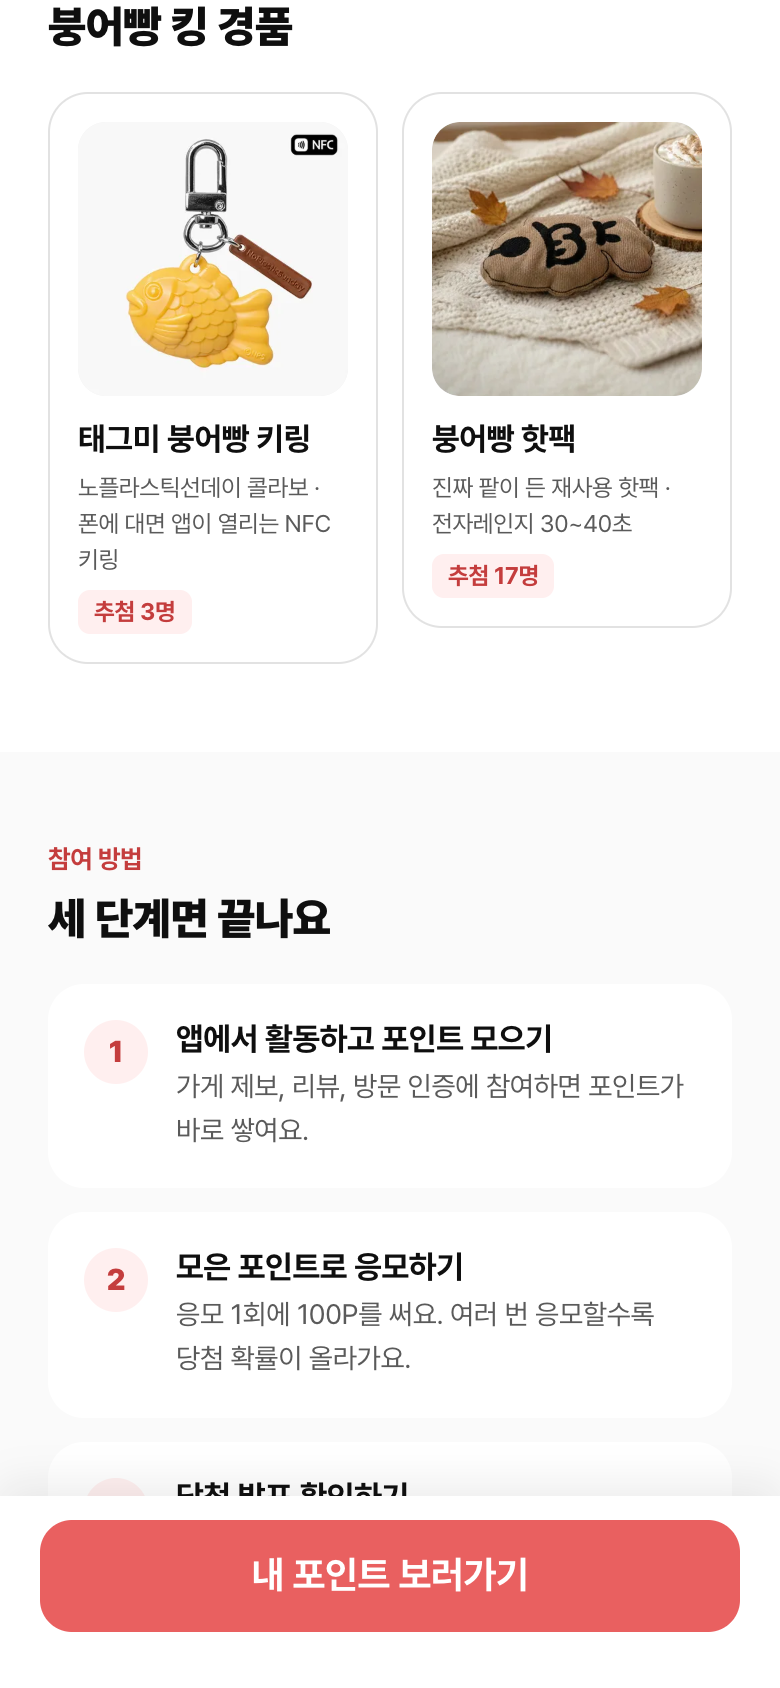 붕어빵 킹 경품
NFC
태그미 붕어빵 키링
노플라스틱선데이 콜라보 ·
폰에 대면 앱이 열리는 NFC
키링
추첨 3명
붕어빵 핫팩
진짜 팥이 든 재사용 핫팩 ·
전자레인지 30~40초
추첨 17명
참여 방법
세 단계면 끝나요
1
앱에서 활동하고 포인트 모으기
가게 제보, 리뷰, 방문 인증에 참여하면 포인트가
바로 쌓여요.
2
모은 포인트로 응모하기
응모 1회에 100P를 써요. 여러 번 응모할수록
당첨 확률이 올라가요.
당첨 발표 확인하기
내 포인트 보러가기